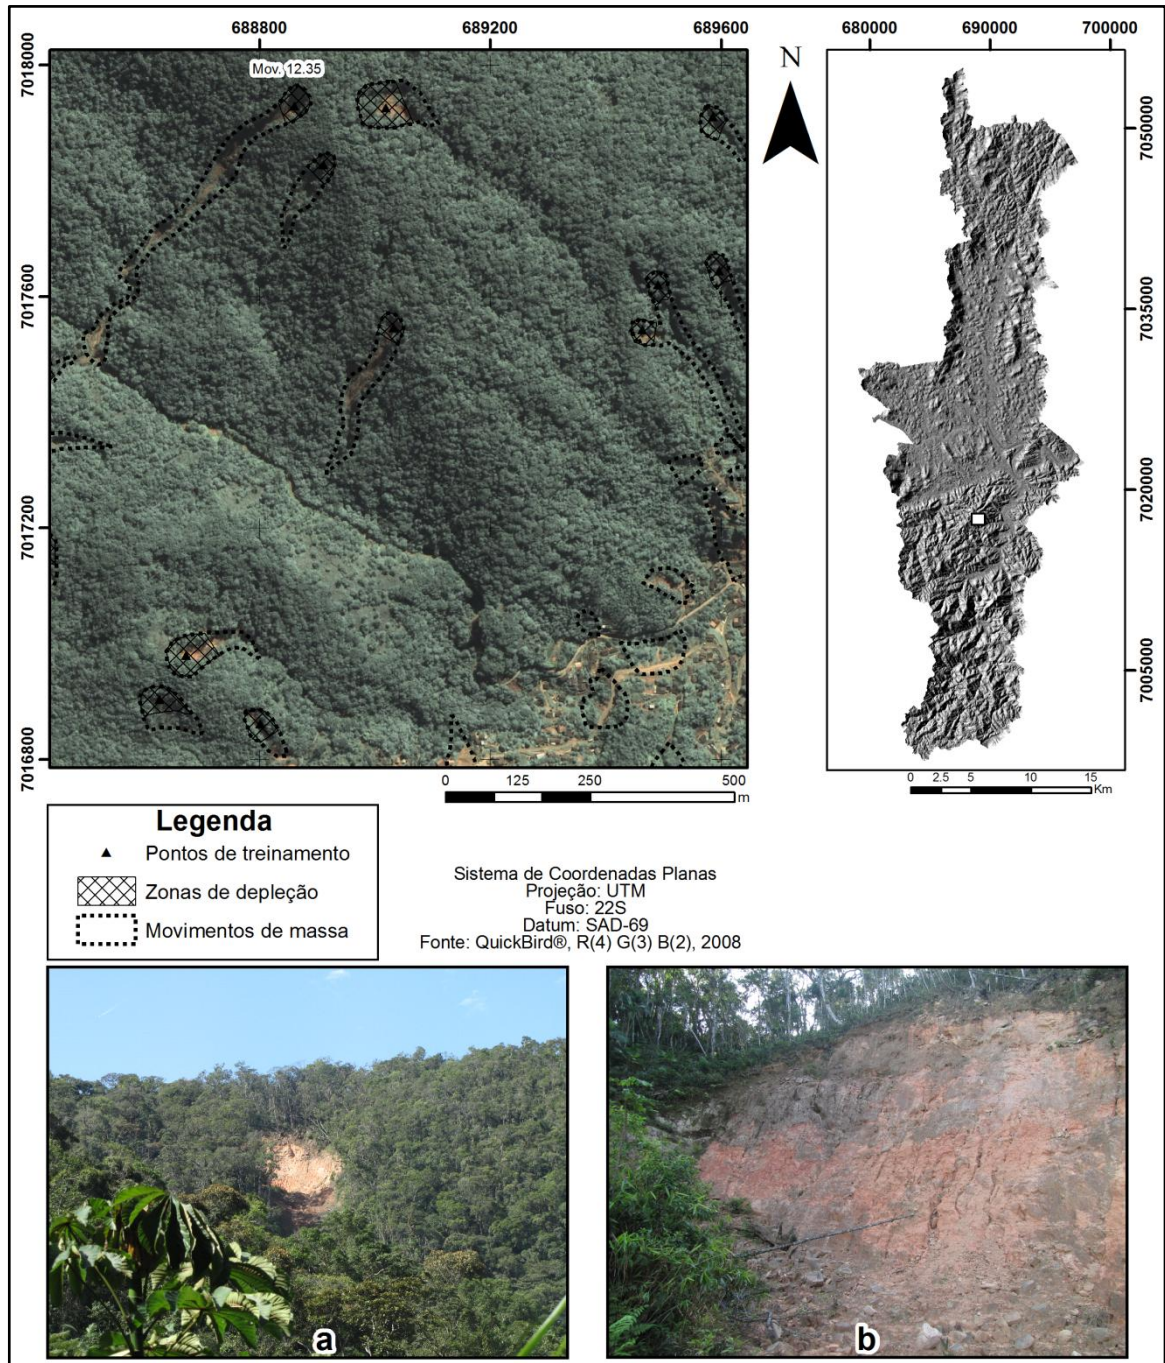 688800 689200 689600
680000 690000 700000
7018000
7017600
7017200
7016800
Mov. 12.35
N
7050000
7035000
7020000
7005000
0 125 250 500
m
0 2.5 5 10 15
Km
Legenda
Pontos de treinamento
Zonas de depleção
Movimentos de massa
Sistema de Coordenadas Planas
Projeção: UTM
Fuso: 22S
Datum: SAD-69
Fonte: QuickBird®, R(4) G(3) B(2), 2008
a
b